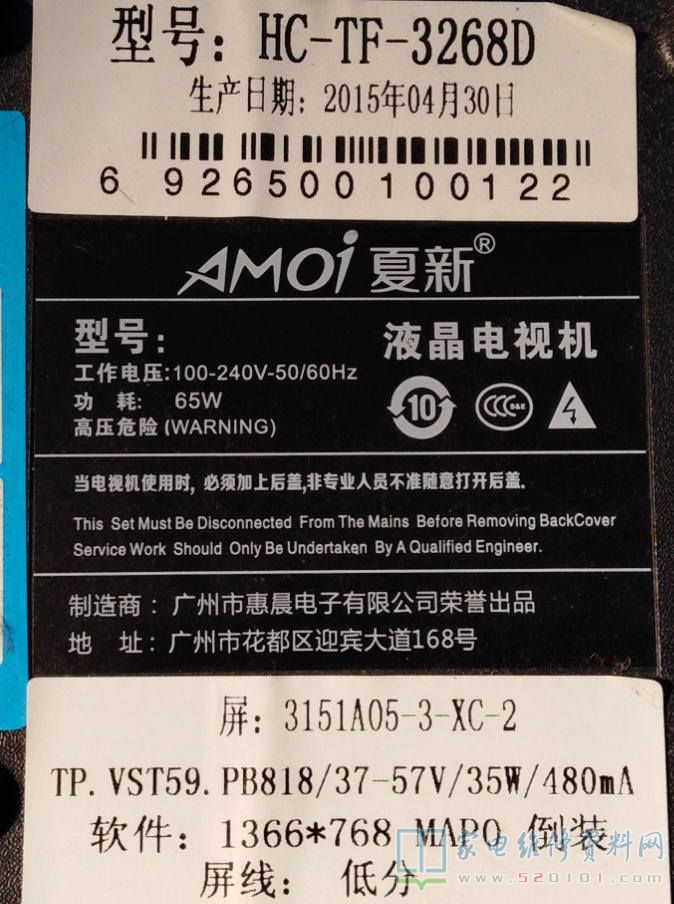 型号: HC-TF-3268D
生产日期: 2015年04月30日
6 926500 100122
AMOi 夏新®
型号:
液晶电视机
工作电压:100-240V-50/60Hz
功 耗: 65W
高压危险 (WARNING)
10
CCC S&E
当电视机使用时, 必须加上后盖,非专业人员不准随意打开后盖.
This Set Must Be Disconnected From The Mains Before Removing BackCover
Service Work Should Only Be Undertaken By A Qualified Engineer.
制造商: 广州市惠晨电子有限公司荣誉出品
地 址: 广州市花都区迎宾大道168号
屏: 3151A05-3-XC-2
TP.VST59.PB818/37-57V/35W/480mA
软件: 1366*768 MAPO 倒装
屏线: 低分
家电维修资料网
www.520101.com